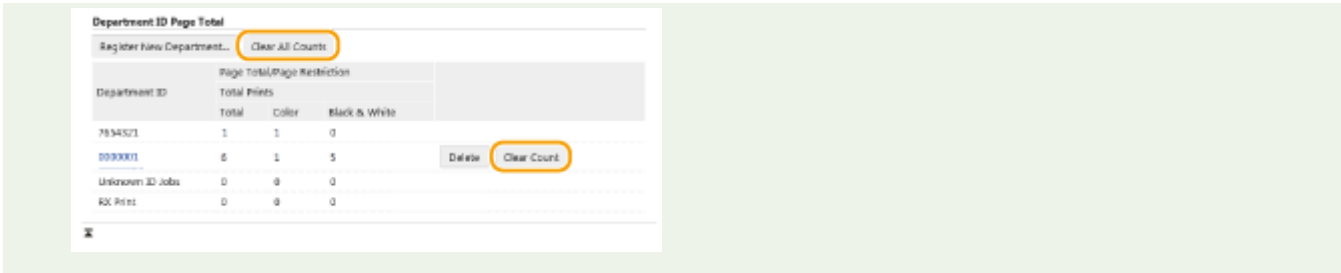 Department ID Page Total
Register New Department... Clear All Counts
Page Total/Page Restriction
Department ID Total Prints
Total Color Black & White
7654321 1 1 0
0000001 6 1 5 Delete Clear Count
Unknown ID Jobs 0 0 0
RX Print 0 0 0